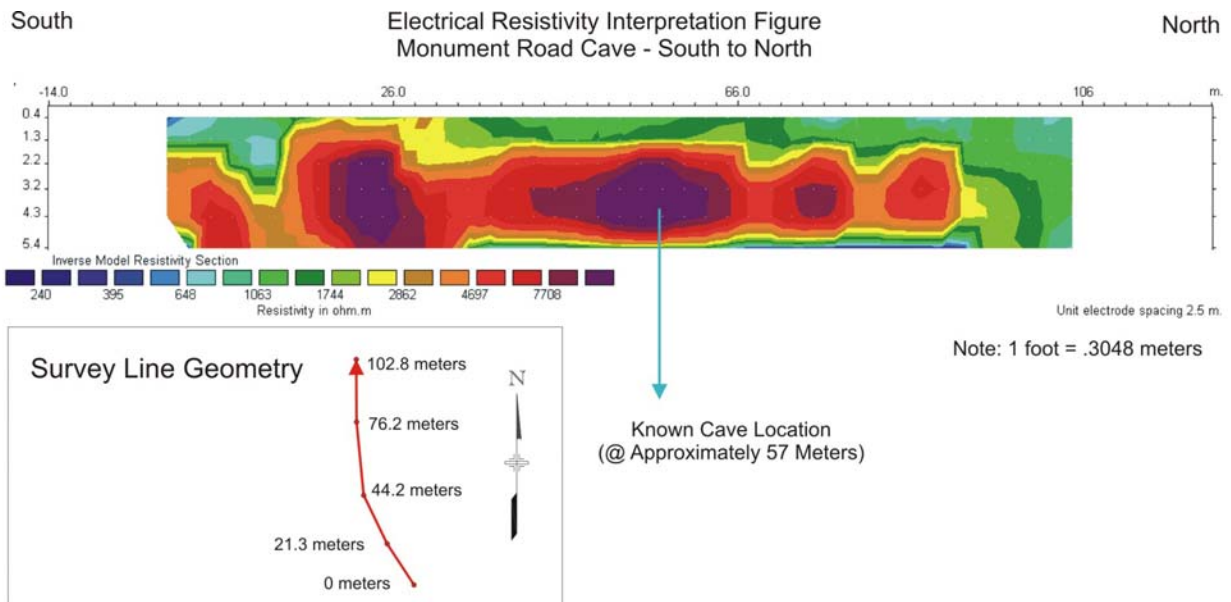 South
Electrical Resistivity Interpretation Figure
North
Monument Road Cave - South to North
-14.0 26.0 66.0 106 m.
0.4
1.3
2.2
3.2
4.3
5.4
Inverse Model Resistivity Section
240 395 648 1063 1744 2862 4697 7708
Resistivity in ohm.m
Unit electrode spacing 2.5 m.
Note: 1 foot = .3048 meters
Survey Line Geometry
102.8 meters
N
76.2 meters
44.2 meters
21.3 meters
0 meters
Known Cave Location
(@ Approximately 57 Meters)